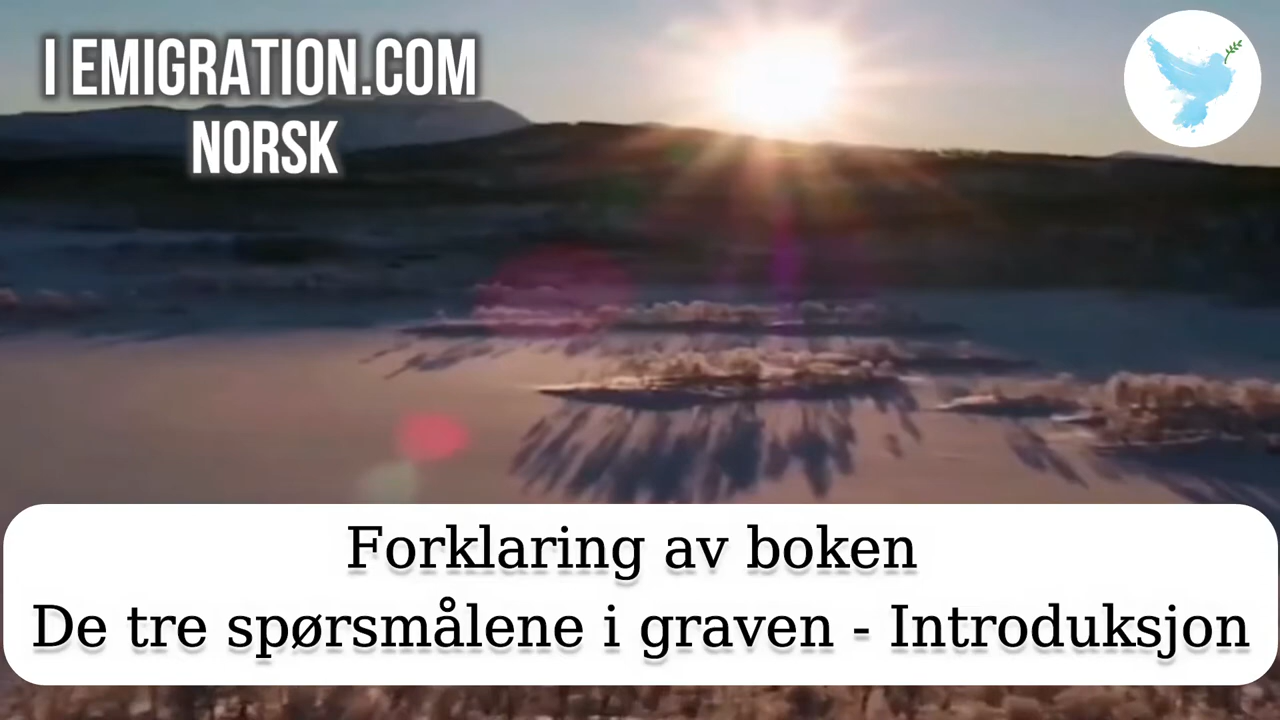 I EMIGRATION.COM
NORSK
Forklaring av boken
De tre spørsmålene i graven - Introduksjon